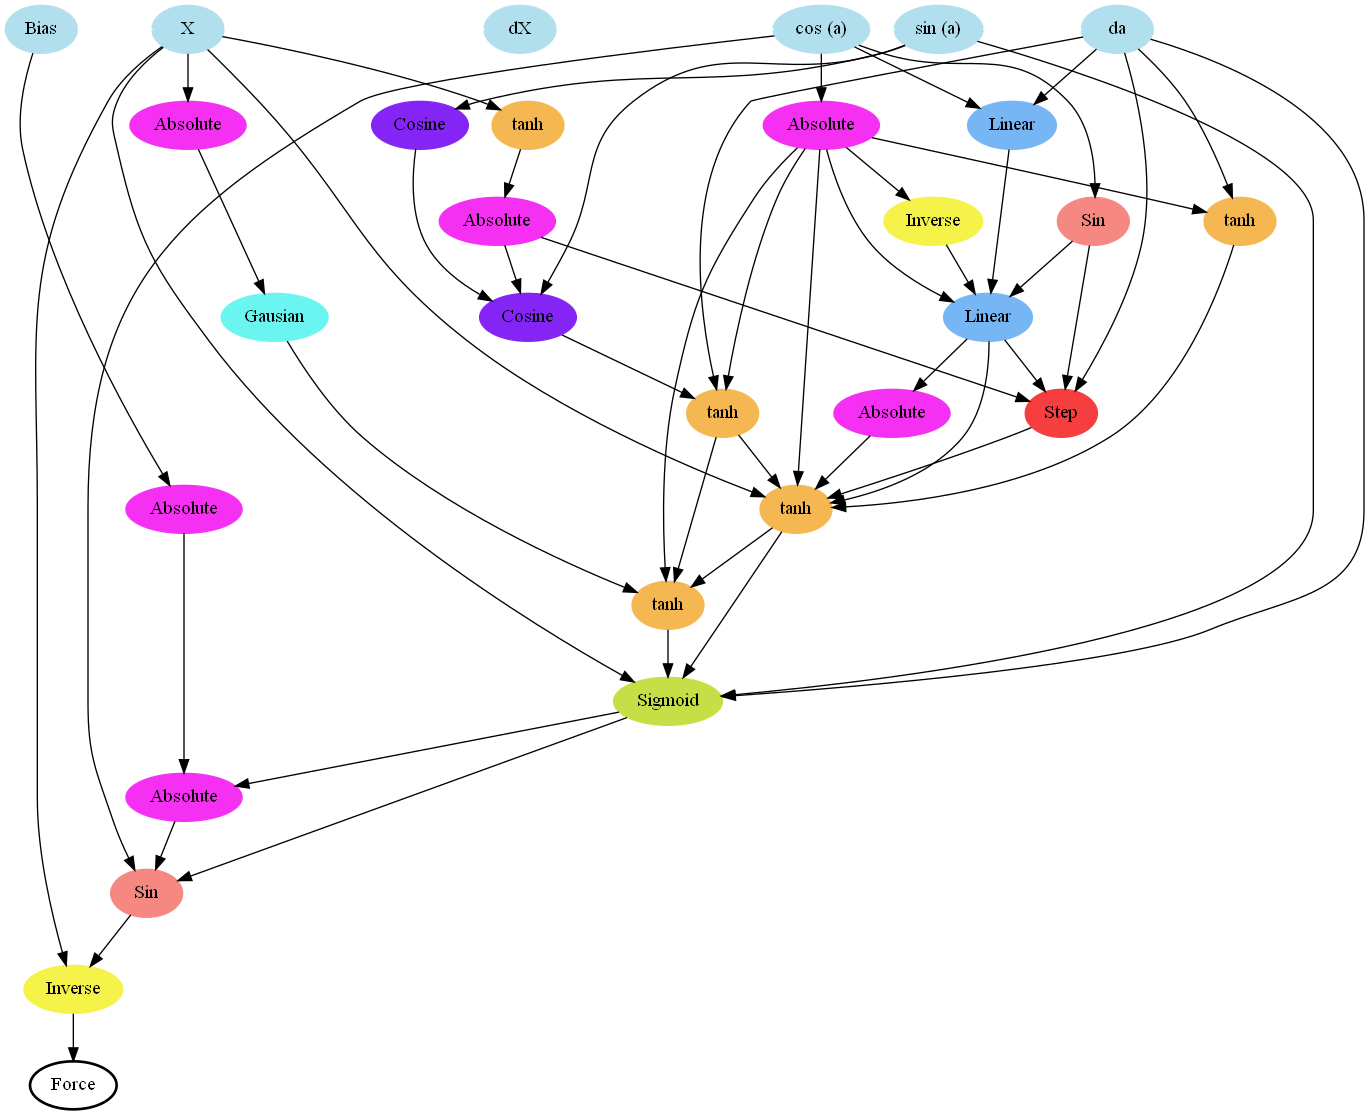 Bias
X
dX
cos (a)
sin (a)
da
Absolute
Cosine
tanh
Absolute
Linear
Absolute
Inverse
Sin
tanh
Gausian
Cosine
Linear
tanh
Absolute
Step
Absolute
tanh
tanh
Sigmoid
Absolute
Sin
Inverse
Force